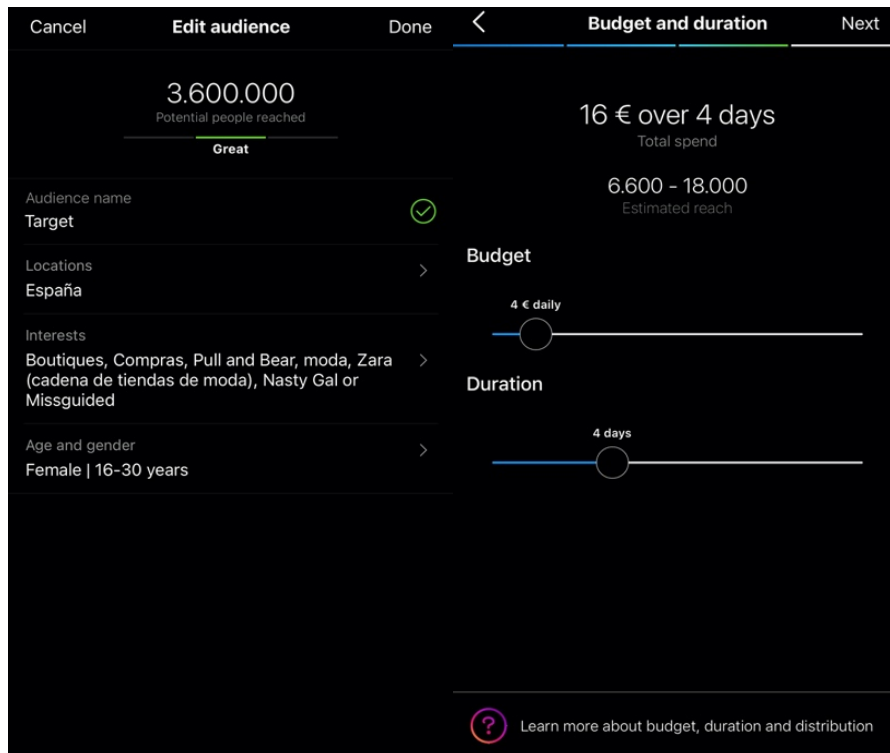 Cancel Edit audience Done
3.600.000
Potential people reached
Great
Audience name
Target
Locations
España
Interests
Boutiques, Compras, Pull and Bear, moda, Zara
(cadena de tiendas de moda), Nasty Gal or
Missguided
Age and gender
Female | 16-30 years
Budget and duration Next
16 € over 4 days
Total spend
6.600 - 18.000
Estimated reach
Budget
4 € daily
Duration
4 days
? Learn more about budget, duration and distribution